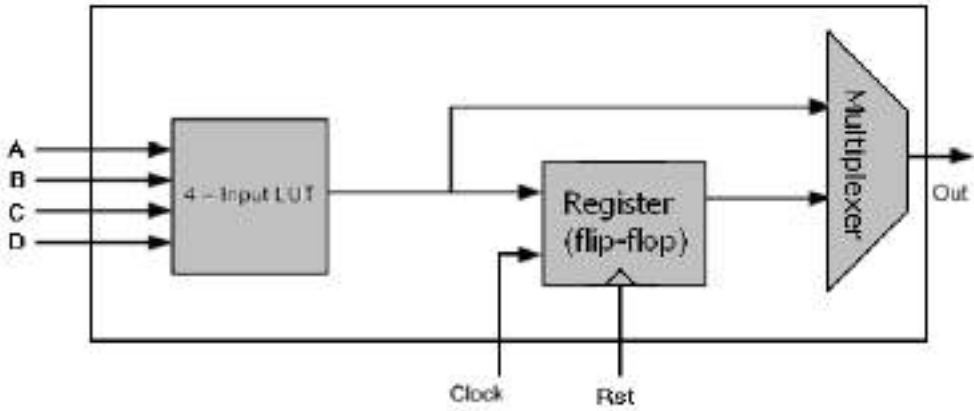 A
B
C
D
4 - Input LUT
Register
(flip-flop)
Multiplexer
Out
Clock
Rst